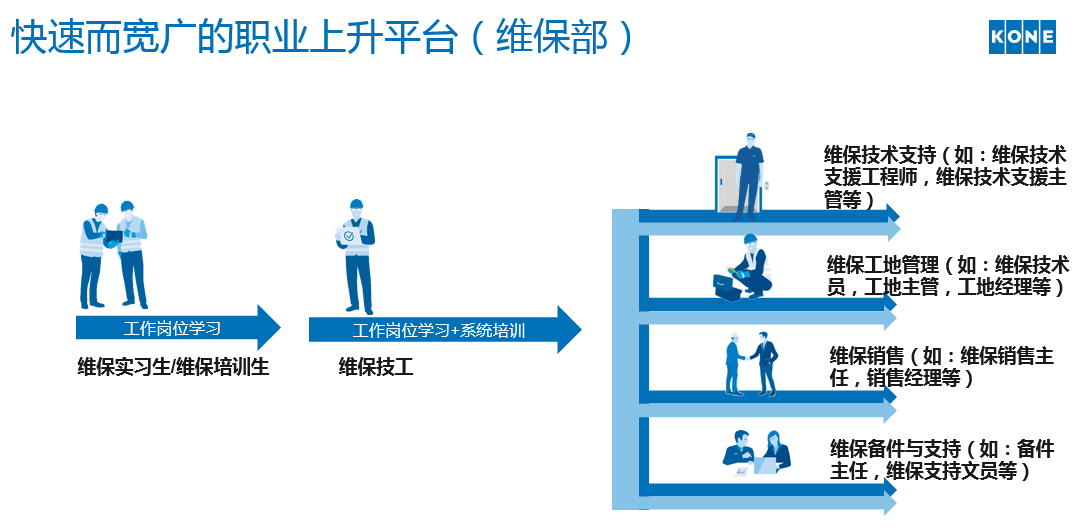 快速而宽广的职业上升平台（维保部）
KONE
工作岗位学习
维保实习生/维保培训生
工作岗位学习+系统培训
维保技工
维保技术支持（如：维保技术
支援工程师，维保技术支援主
管等）
维保工地管理（如：维保技术
员，工地主管，工地经理等）
维保销售（如：维保销售主
任，销售经理等）
维保备件与支持（如：备件
主任，维保支持文员等）